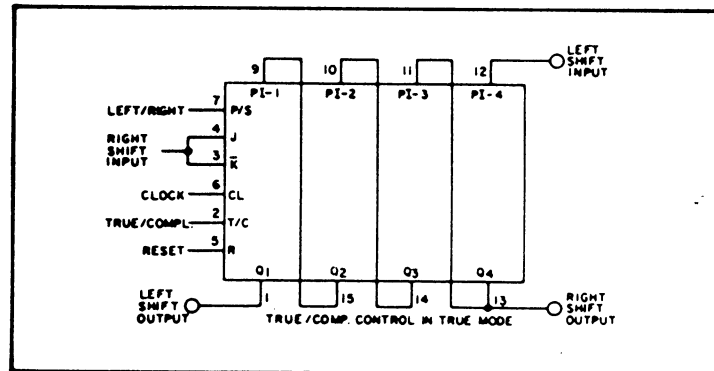 9
10
11
12
LEFT
SHIFT
INPUT
PI-1
PI-2
PI-3
PI-4
LEFT/RIGHT
7
P/S
RIGHT
SHIFT
INPUT
4
J
3
K̅
CLOCK
6
CL
TRUE/COMPL.
2
T/C
RESET
5
R
Q1
Q2
Q3
Q4
LEFT
SHIFT
OUTPUT
1
15
14
13
RIGHT
SHIFT
OUTPUT
TRUE/COMP. CONTROL IN TRUE MODE